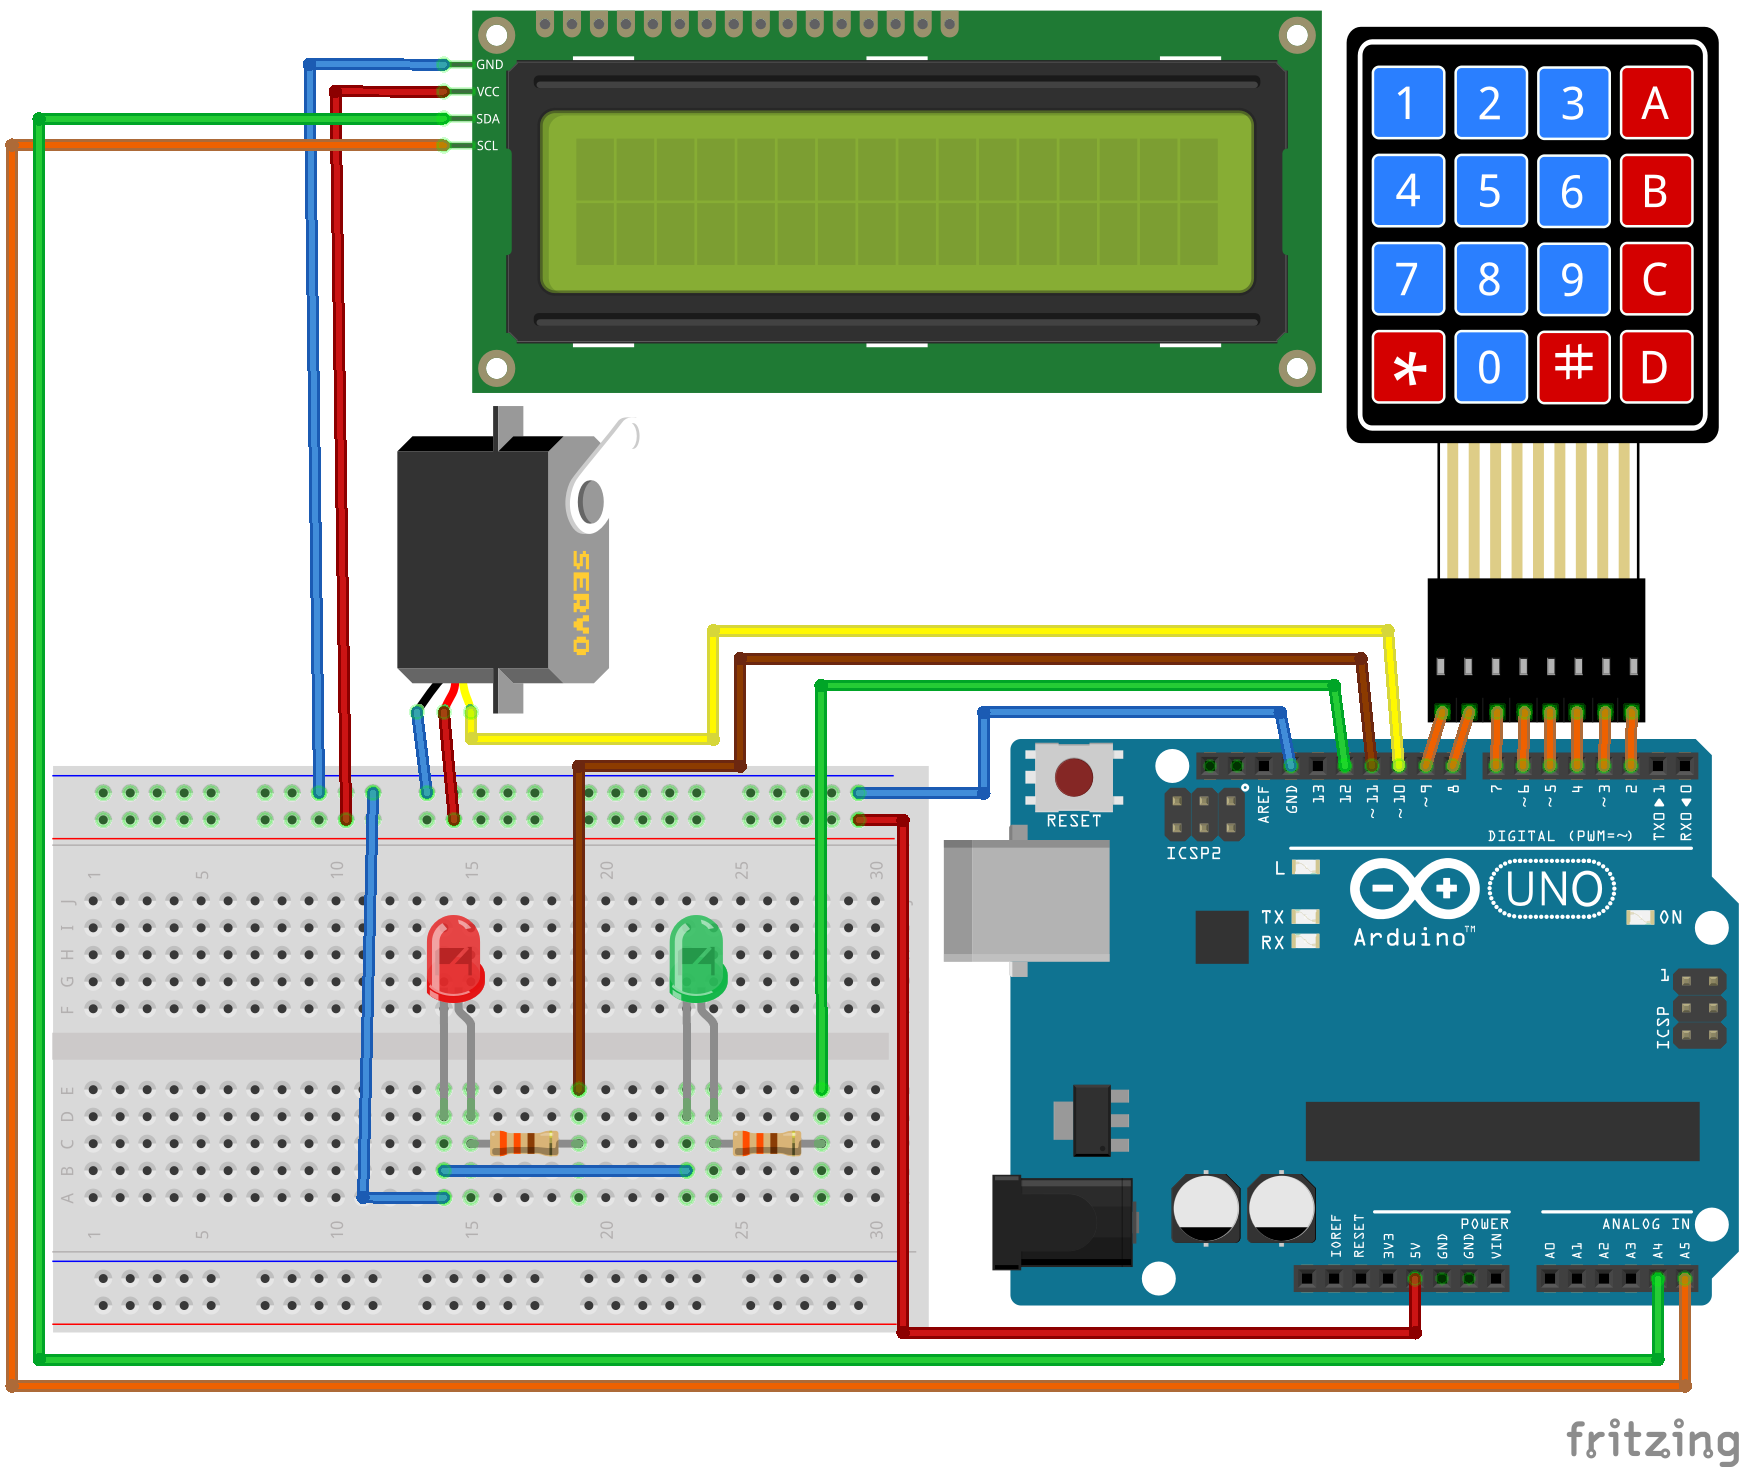 GND
VCC
SDA
SCL
1 2 3 A
4 5 6 B
7 8 9 C
* 0 # D
SERVO
RESET
ICSP2
AREF
GND
13
12
~11
~10
~9
8
7
~6
~5
4
~3
2
TX0▶1
RX0◀0
DIGITAL (PWM=~)
L
TX
RX
UNO
Arduino™
ON
1
ICSP
1 5 10 15 20 25 30
J
I
H
G
F
E
D
C
B
A
1 5 10 15 20 25 30
POWER
ANALOG IN
IOREF
RESET
3V3
5V
GND
GND
VIN
A0
A1
A2
A3
A4
A5
fritzing